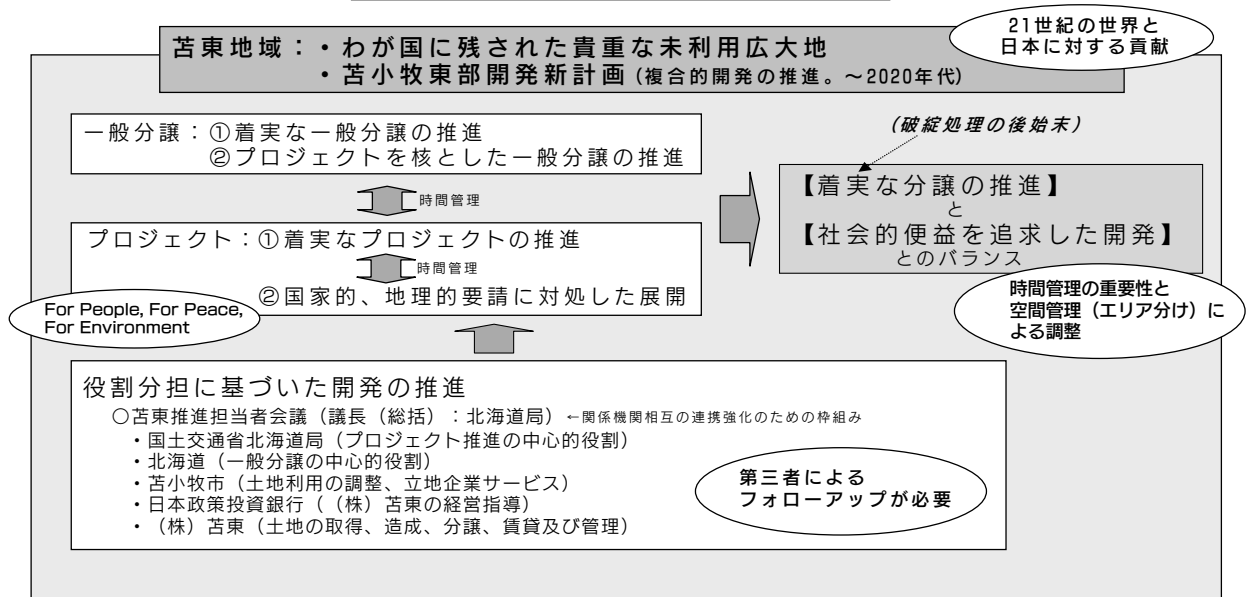 21世紀の世界と
日本に対する貢献
苫東地域：・わが国に残された貴重な未利用広大地
・苫小牧東部開発新計画（複合的開発の推進。～2020年代）
一般分譲：①着実な一般分譲の推進
②プロジェクトを核とした一般分譲の推進
時間管理
プロジェクト：①着実なプロジェクトの推進
時間管理
②国家的、地理的要請に対処した展開
For People, For Peace,
For Environment
（破綻処理の後始末）
【着実な分譲の推進】
と
【社会的便益を追求した開発】
とのバランス
時間管理の重要性と
空間管理（エリア分け）に
よる調整
役割分担に基づいた開発の推進
○苫東推進担当者会議（議長（総括）：北海道局）←関係機関相互の連携強化のための枠組み
・国土交通省北海道局（プロジェクト推進の中心的役割）
・北海道（一般分譲の中心的役割）
・苫小牧市（土地利用の調整、立地企業サービス）
・日本政策投資銀行（（株）苫東の経営指導）
・（株）苫東（土地の取得、造成、分譲、賃貸及び管理）
第三者による
フォローアップが必要